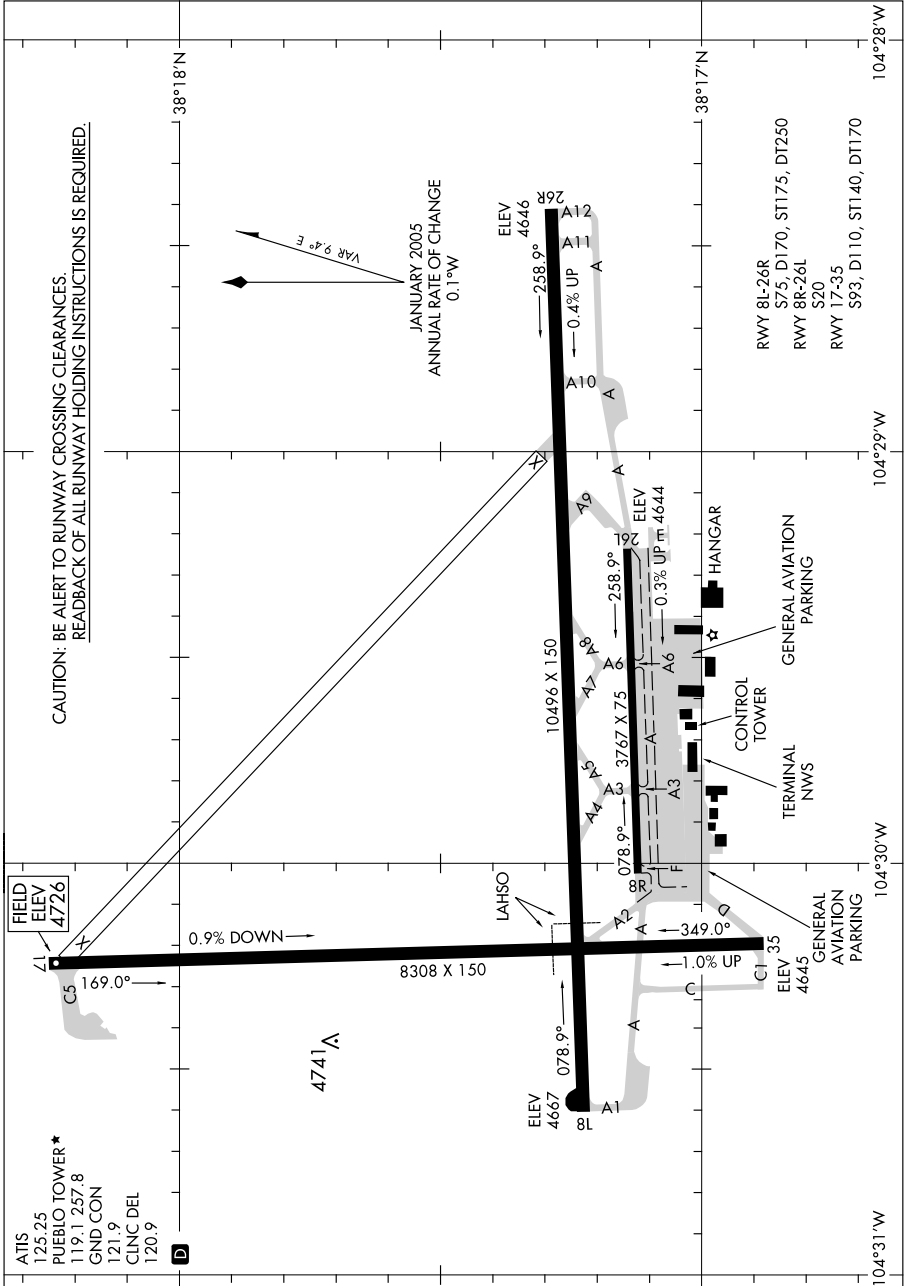 ATIS
125.25
PUEBLO TOWER★
119.1 257.8
GND CON
121.9
CLNC DEL
120.9
D
CAUTION: BE ALERT TO RUNWAY CROSSING CLEARANCES.
READBACK OF ALL RUNWAY HOLDING INSTRUCTIONS IS REQUIRED.
FIELD
ELEV
4726
17
X
C5
169.0°
0.9% DOWN
8308 X 150
4741
38°18'N
VAR 9.4° E
JANUARY 2005
ANNUAL RATE OF CHANGE
0.1°W
X
LAHSO
ELEV
4667
8L
078.9°
A1
10496 X 150
ELEV
4646
26R
258.9°
0.4% UP
A12
A11
A10
A
A
A
A9
A8
A7
A6
A5
A4
A3
A2
A
A
8R
078.9°
3767 X 75
258.9°
26L
ELEV
4644
0.3% UP
E
A
A3
A6
F
D
349.0°
1.0% UP
C
C1
35
ELEV
4645
GENERAL
AVIATION
PARKING
TERMINAL
NWS
CONTROL
TOWER
GENERAL AVIATION
PARKING
HANGAR
38°17'N
RWY 8L-26R
S75, D170, ST175, DT250
RWY 8R-26L
S20
RWY 17-35
S93, D110, ST140, DT170
104°31'W
104°30'W
104°29'W
104°28'W